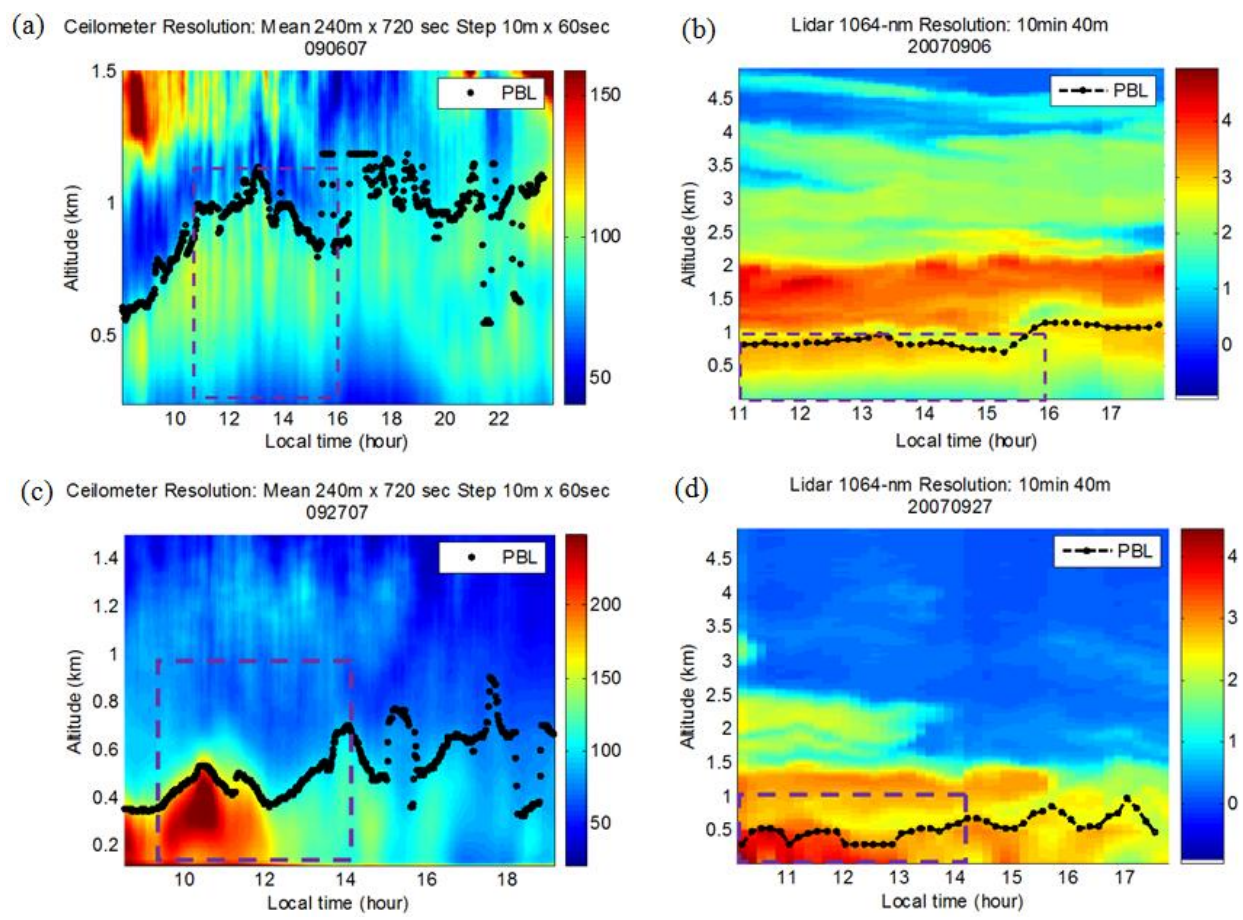 (a)
Ceilometer Resolution: Mean 240m x 720 sec Step 10m x 60sec
090607
PBL
1.5
1
0.5
Altitude (km)
10 12 14 16 18 20 22
Local time (hour)
150
100
50
(b)
Lidar 1064-nm Resolution: 10min 40m
20070906
PBL
4.5
4
3.5
3
2.5
2
1.5
1
0.5
Altitude (km)
11 12 13 14 15 16 17
Local time (hour)
4
3
2
1
0
(c)
Ceilometer Resolution: Mean 240m x 720 sec Step 10m x 60sec
092707
PBL
1.4
1.2
1
0.8
0.6
0.4
0.2
Altitude (km)
10 12 14 16 18
Local time (hour)
200
150
100
50
(d)
Lidar 1064-nm Resolution: 10min 40m
20070927
PBL
4.5
4
3.5
3
2.5
2
1.5
1
0.5
Altitude (km)
11 12 13 14 15 16 17
Local time (hour)
4
3
2
1
0